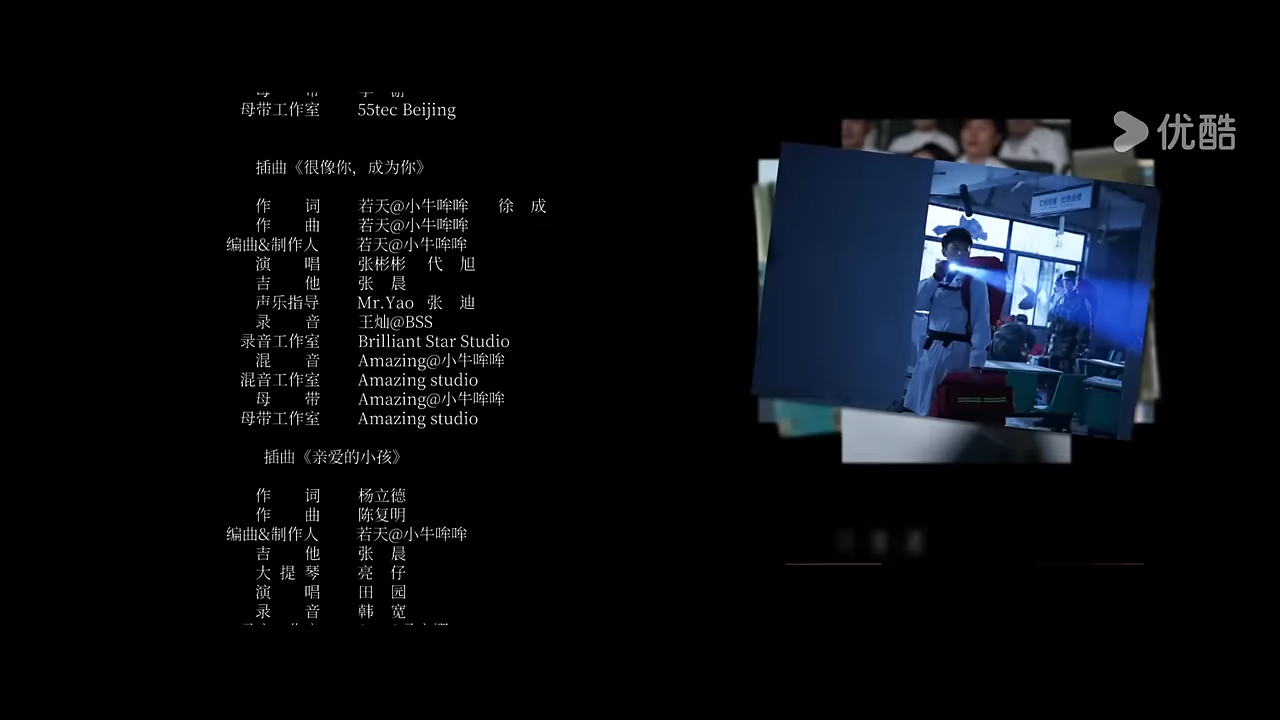 母带工作室 55tec Beijing
插曲《很像你，成为你》
作 词 若天@小牛哞哞 徐 成
作 曲 若天@小牛哞哞
编曲&制作人 若天@小牛哞哞
演 唱 张彬彬 代 旭
吉 他 张 晨
声乐指导 Mr.Yao 张 迪
录 音 王灿@BSS
录音工作室 Brilliant Star Studio
混 音 Amazing@小牛哞哞
混音工作室 Amazing studio
母 带 Amazing@小牛哞哞
母带工作室 Amazing studio
插曲《亲爱的小孩》
作 词 杨立德
作 曲 陈复明
编曲&制作人 若天@小牛哞哞
吉 他 张 晨
大 提 琴 亮 仔
演 唱 田 园
录 音 韩 宽
优酷